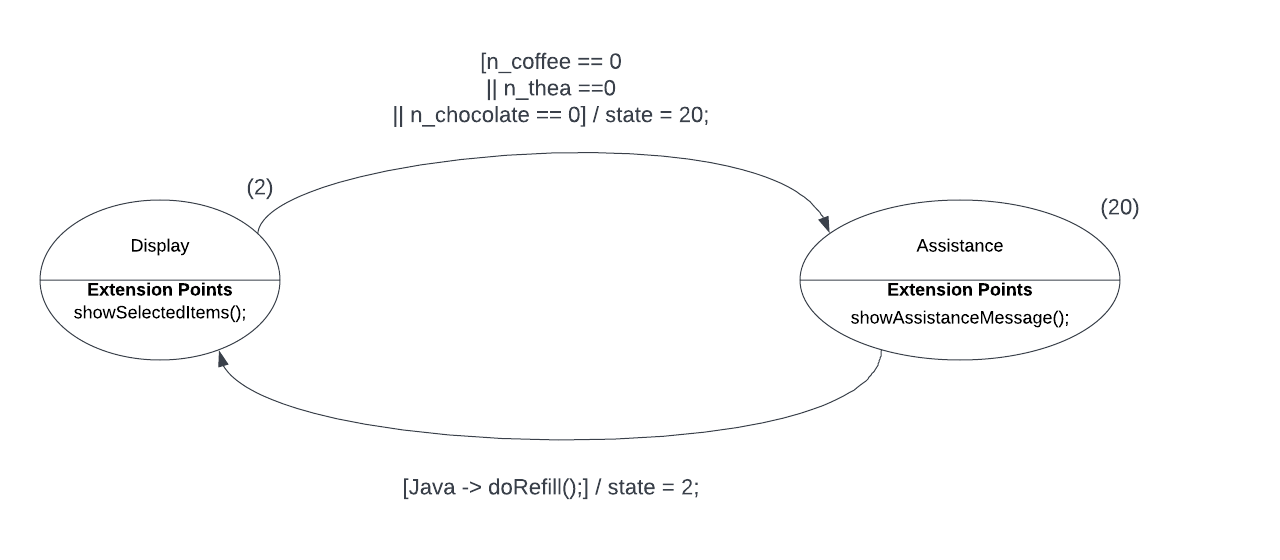 [n_coffee == 0
|| n_thea ==0
|| n_chocolate == 0] / state = 20;
(2)
(20)
Display
Extension Points
showSelectedItems();
Assistance
Extension Points
showAssistanceMessage();
[Java -> doRefill();] / state = 2;